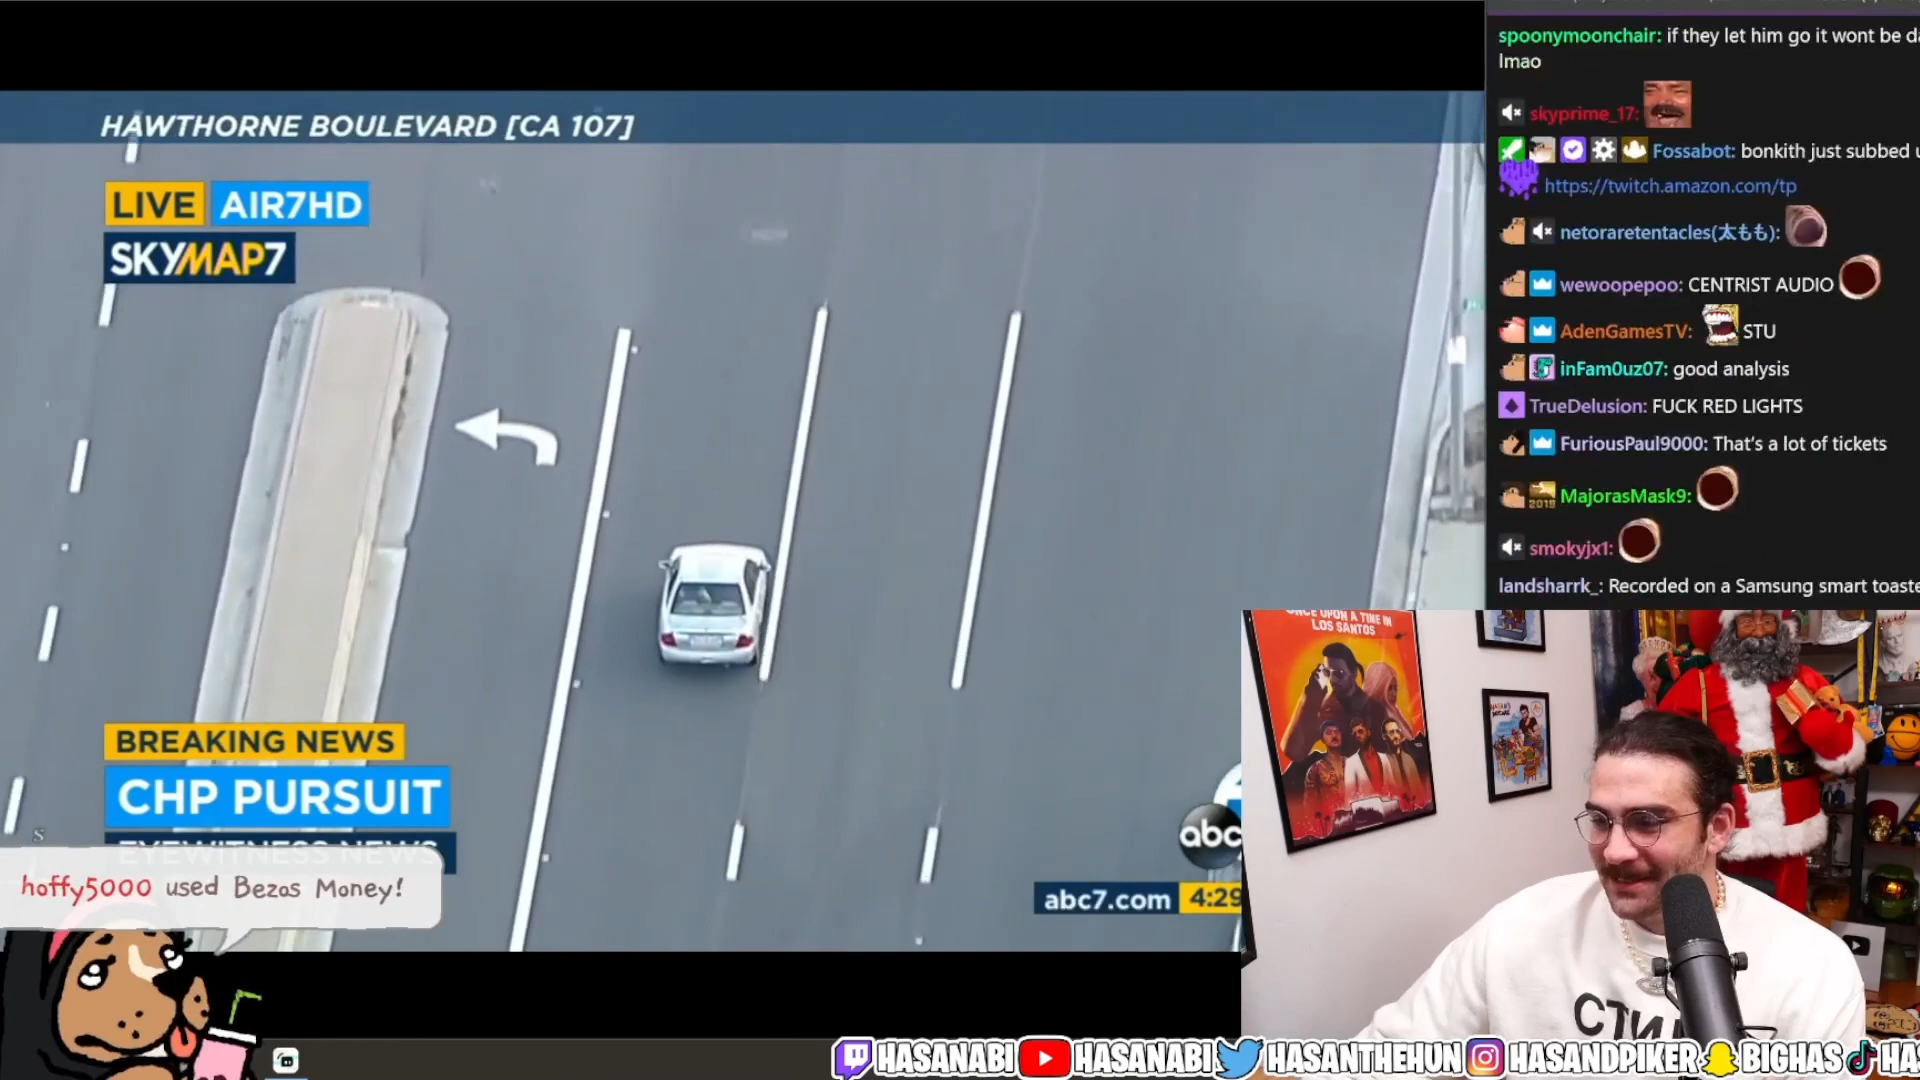 HAWTHORNE BOULEVARD [CA 107]
LIVE AIR7HD
SKYMAP7
BREAKING NEWS
CHP PURSUIT
EYEWITNESS NEWS
hoffy5000 used Bezos Money!
abc
abc7.com 4:29
spoonymoonchair: if they let him go it wont be
lmao
skyprime_17:
Fossabot: bonkith just subbed
https://twitch.amazon.com/tp
netoraretentacles(太もも):
wewoopepoo: CENTRIST AUDIO
AdenGamesTV: STU
inFam0uz07: good analysis
TrueDelusion: FUCK RED LIGHTS
FuriousPaul9000: That's a lot of tickets
2019 MajorasMask9:
smokyjx1:
landsharrk_: Recorded on a Samsung smart
ONCE UPON A TIME IN
LOS SANTOS
HASANABI HASANABI HASANTHEHUN HASANDPIKER BIGHAS HAS